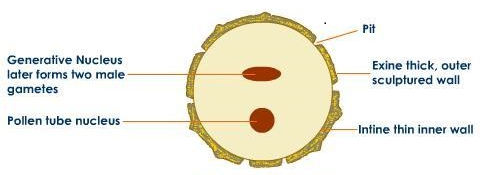 Pit
Generative Nucleus
later forms two male
gametes
Exine thick, outer
sculptured wall
Pollen tube nucleus
Intine thin inner wall